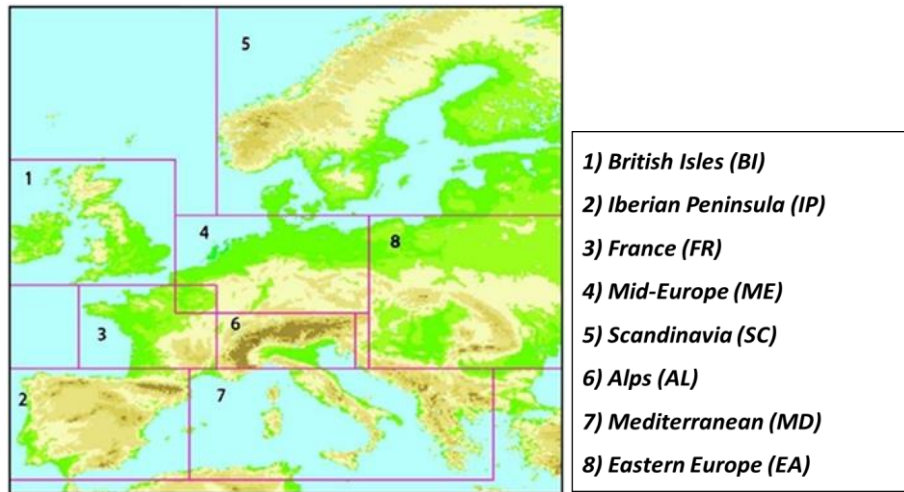 5
1
4
8
3
6
2
7
1) British Isles (BI)
2) Iberian Peninsula (IP)
3) France (FR)
4) Mid-Europe (ME)
5) Scandinavia (SC)
6) Alps (AL)
7) Mediterranean (MD)
8) Eastern Europe (EA)